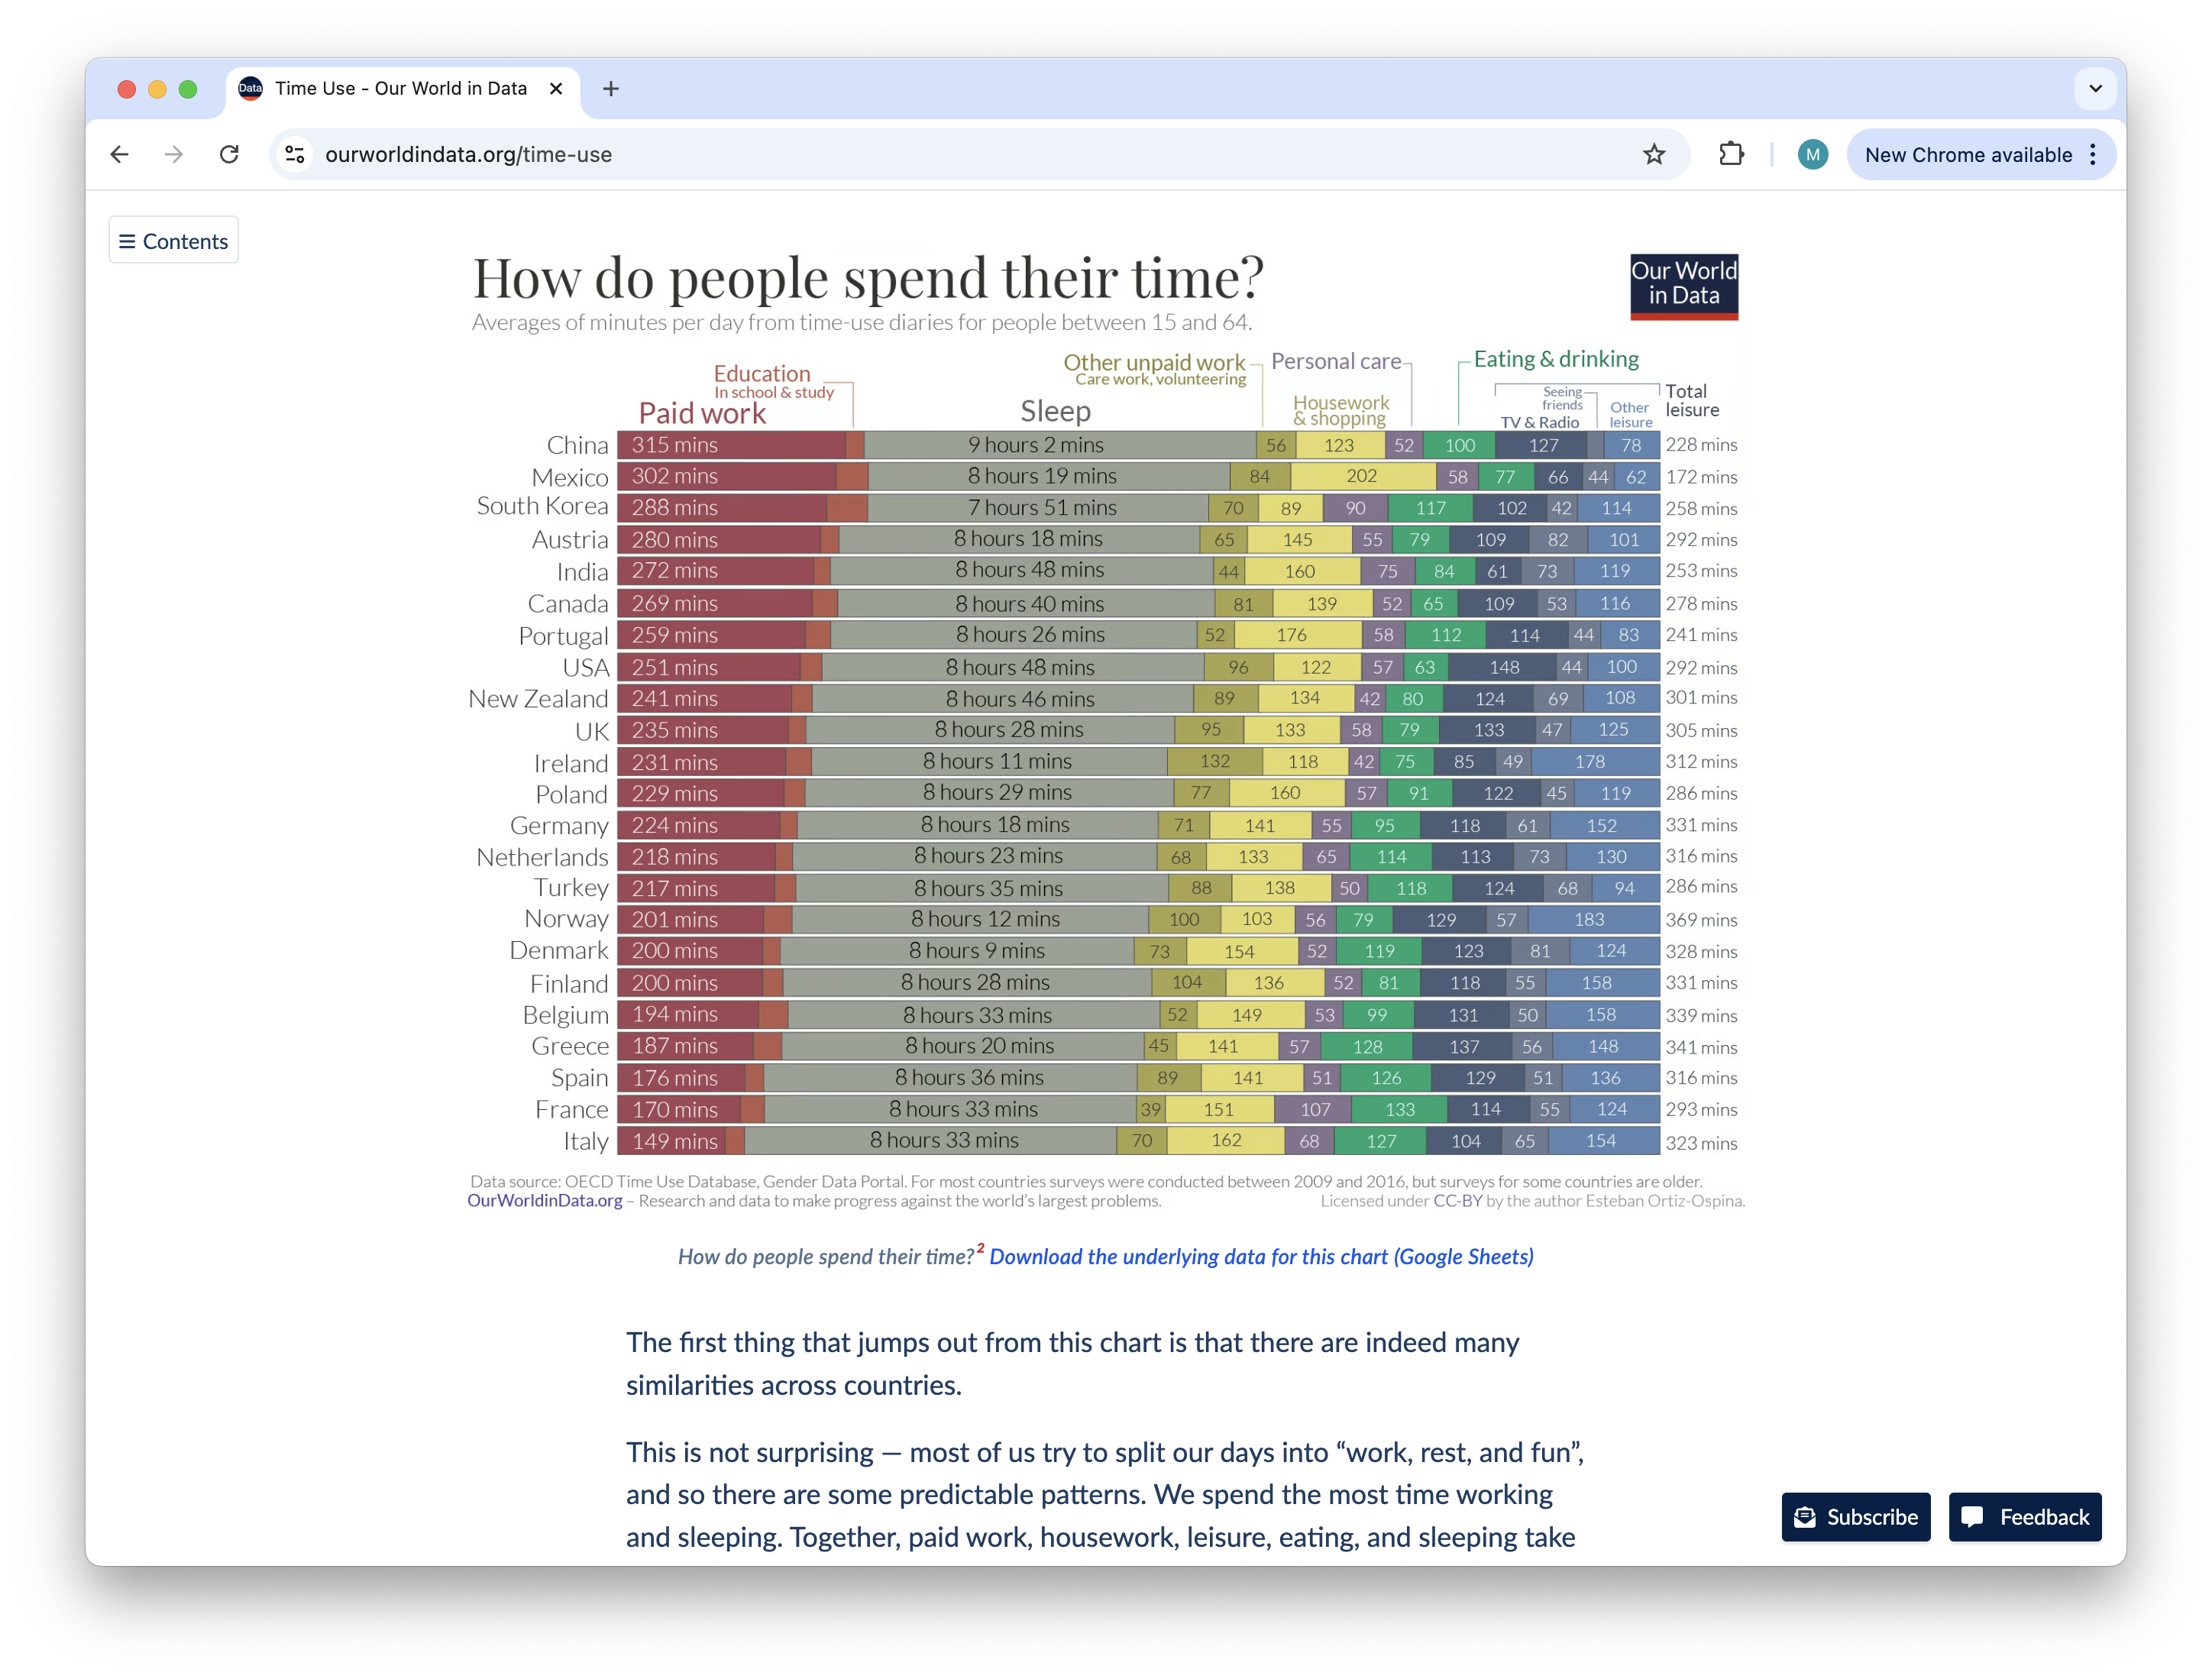 Data
Time Use - Our World in Data
ourworldindata.org/time-use
M
New Chrome available
Contents
How do people spend their time?
Our World
in Data
Averages of minutes per day from time-use diaries for people between 15 and 64.
Paid work
Education
In school & study
Sleep
Other unpaid work
Care work, volunteering
Housework
& shopping
Personal care
Eating & drinking
TV & Radio
Seeing
friends
Other
leisure
Total
leisure
China 315 mins 9 hours 2 mins 56 123 52 100 127 78 228 mins
Mexico 302 mins 8 hours 19 mins 84 202 58 77 66 44 62 172 mins
South Korea 288 mins 7 hours 51 mins 70 89 90 117 102 42 114 258 mins
Austria 280 mins 8 hours 18 mins 65 145 55 79 109 82 101 292 mins
India 272 mins 8 hours 48 mins 44 160 75 84 61 73 119 253 mins
Canada 269 mins 8 hours 40 mins 81 139 52 65 109 53 116 278 mins
Portugal 259 mins 8 hours 26 mins 52 176 58 112 114 44 83 241 mins
USA 251 mins 8 hours 48 mins 96 122 57 63 148 44 100 292 mins
New Zealand 241 mins 8 hours 46 mins 89 134 42 80 124 69 108 301 mins
UK 235 mins 8 hours 28 mins 95 133 58 79 133 47 125 305 mins
Ireland 231 mins 8 hours 11 mins 132 118 42 75 85 49 178 312 mins
Poland 229 mins 8 hours 29 mins 77 160 57 91 122 45 119 286 mins
Germany 224 mins 8 hours 18 mins 71 141 55 95 118 61 152 331 mins
Netherlands 218 mins 8 hours 23 mins 68 133 65 114 113 73 130 316 mins
Turkey 217 mins 8 hours 35 mins 88 138 50 118 124 68 94 286 mins
Norway 201 mins 8 hours 12 mins 100 103 56 79 129 57 183 369 mins
Denmark 200 mins 8 hours 9 mins 73 154 52 119 123 81 124 328 mins
Finland 200 mins 8 hours 28 mins 104 136 52 81 118 55 158 331 mins
Belgium 194 mins 8 hours 33 mins 52 149 53 99 131 50 158 339 mins
Greece 187 mins 8 hours 20 mins 45 141 57 128 137 56 148 341 mins
Spain 176 mins 8 hours 36 mins 89 141 51 126 129 51 136 316 mins
France 170 mins 8 hours 33 mins 39 151 107 133 114 55 124 293 mins
Italy 149 mins 8 hours 33 mins 70 162 68 127 104 65 154 323 mins
Data source: OECD Time Use Database, Gender Data Portal. For most countries surveys were conducted between 2009 and 2016, but surveys for some countries are older.
OurWorldinData.org – Research and data to make progress against the world's largest problems.
Licensed under CC-BY by the author Esteban Ortiz-Ospina.
How do people spend their time?2 Download the underlying data for this chart (Google Sheets)
The first thing that jumps out from this chart is that there are indeed many
similarities across countries.
This is not surprising — most of us try to split our days into “work, rest, and fun”,
and so there are some predictable patterns. We spend the most time working
and sleeping. Together, paid work, housework, leisure, eating, and sleeping take
Subscribe
Feedback